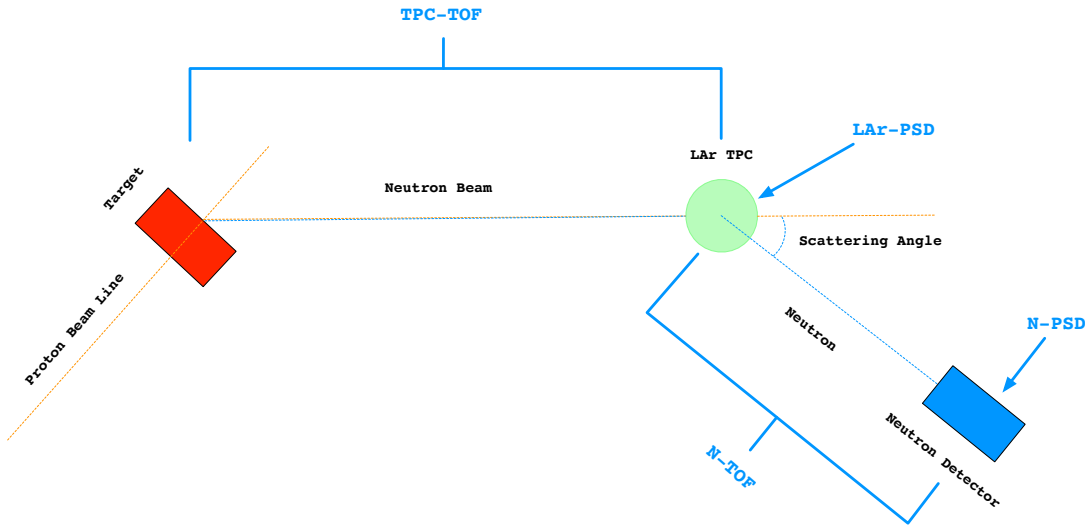 TPC-TOF
LAr-PSD
LAr TPC
Target
Neutron Beam
Scattering Angle
Proton Beam Line
Neutron
N-PSD
N-TOF
Neutron Detector